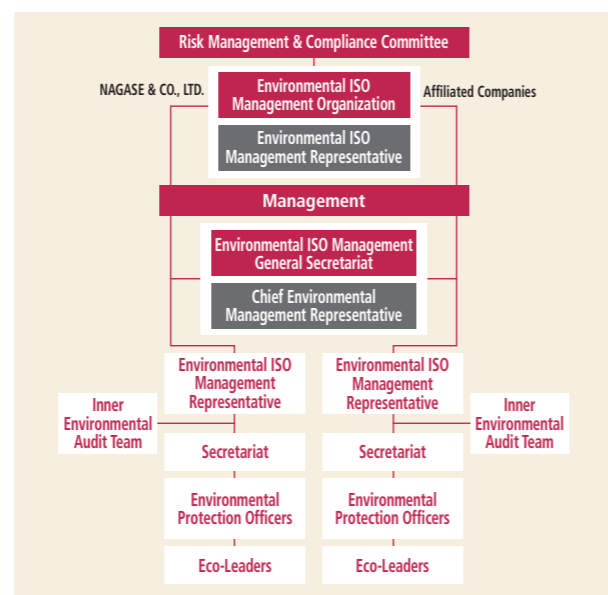 Risk Management & Compliance Committee
NAGASE & CO., LTD.
Environmental ISO
Management Organization
Affiliated Companies
Environmental ISO
Management Representative
Management
Environmental ISO Management
General Secretariat
Chief Environmental
Management Representative
Environmental ISO
Management
Representative
Environmental ISO
Management
Representative
Inner
Environmental
Audit Team
Inner
Environmental
Audit Team
Secretariat
Secretariat
Environmental
Protection Officers
Environmental
Protection Officers
Eco-Leaders
Eco-Leaders